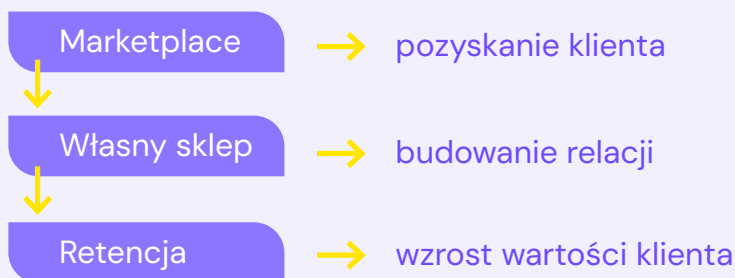 Marketplace → pozyskanie klienta
Własny sklep → budowanie relacji
Retencja → wzrost wartości klienta